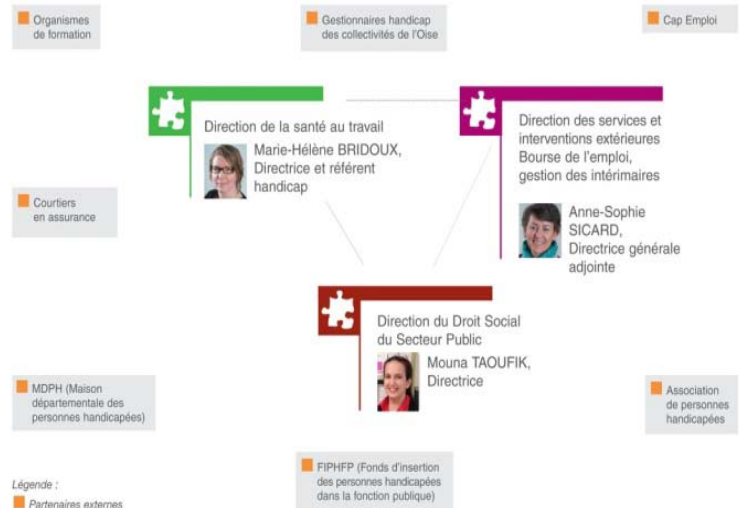 Organismes
de formation
Gestionnaires handicap
des collectivités de l'Oise
Cap Emploi
Direction de la santé au travail
Marie-Hélène BRIDOUX,
Directrice et référent
handicap
Direction des services et
interventions extérieures
Bourse de l'emploi,
gestion des intérimaires
Anne-Sophie
SICARD,
Directrice générale
adjointe
Courtiers
en assurance
Direction du Droit Social
du Secteur Public
Mouna TAOUFIK,
Directrice
MDPH (Maison
départementale des
personnes handicapées)
Association
de personnes
handicapées
FIPHFP (Fonds d'insertion
des personnes handicapées
dans la fonction publique)
Légende :
Partenaires externes